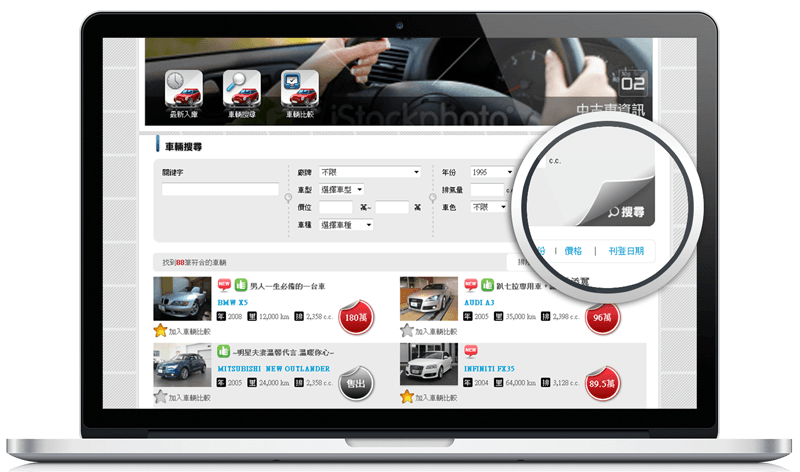 02
中古車資訊
iStockphoto
最新入庫
車輛搜尋
車輛比較
車輛搜尋
關鍵字
廠牌 不限
年份 1995
c.c.
車型 選擇車型
排氣量
價位 萬~ 萬
車色 不限
搜尋
車種 選擇車種
份 | 價格 | 刊登日期
找到88筆符合的車輛
NEW 男人一生必備的一台車
BMW X5
年 2008 里 12,000 km 排 2,358 c.c.
180萬
加入車輛比較
NEW 趴七拉專用車
AUDI A3
年 2005 里 35,000 km 排 2,398 c.c.
96萬
加入車輛比較
~明星夫妻溫馨代言 溫暖你心~
MITSUBISHI NEW OUTLANDER
年 2005 里 24,000 km 排 2,358 c.c.
售出
加入車輛比較
NEW
INFINITI FX35
年 2004 里 64,000 km 排 3,128 c.c.
89.5萬
加入車輛比較